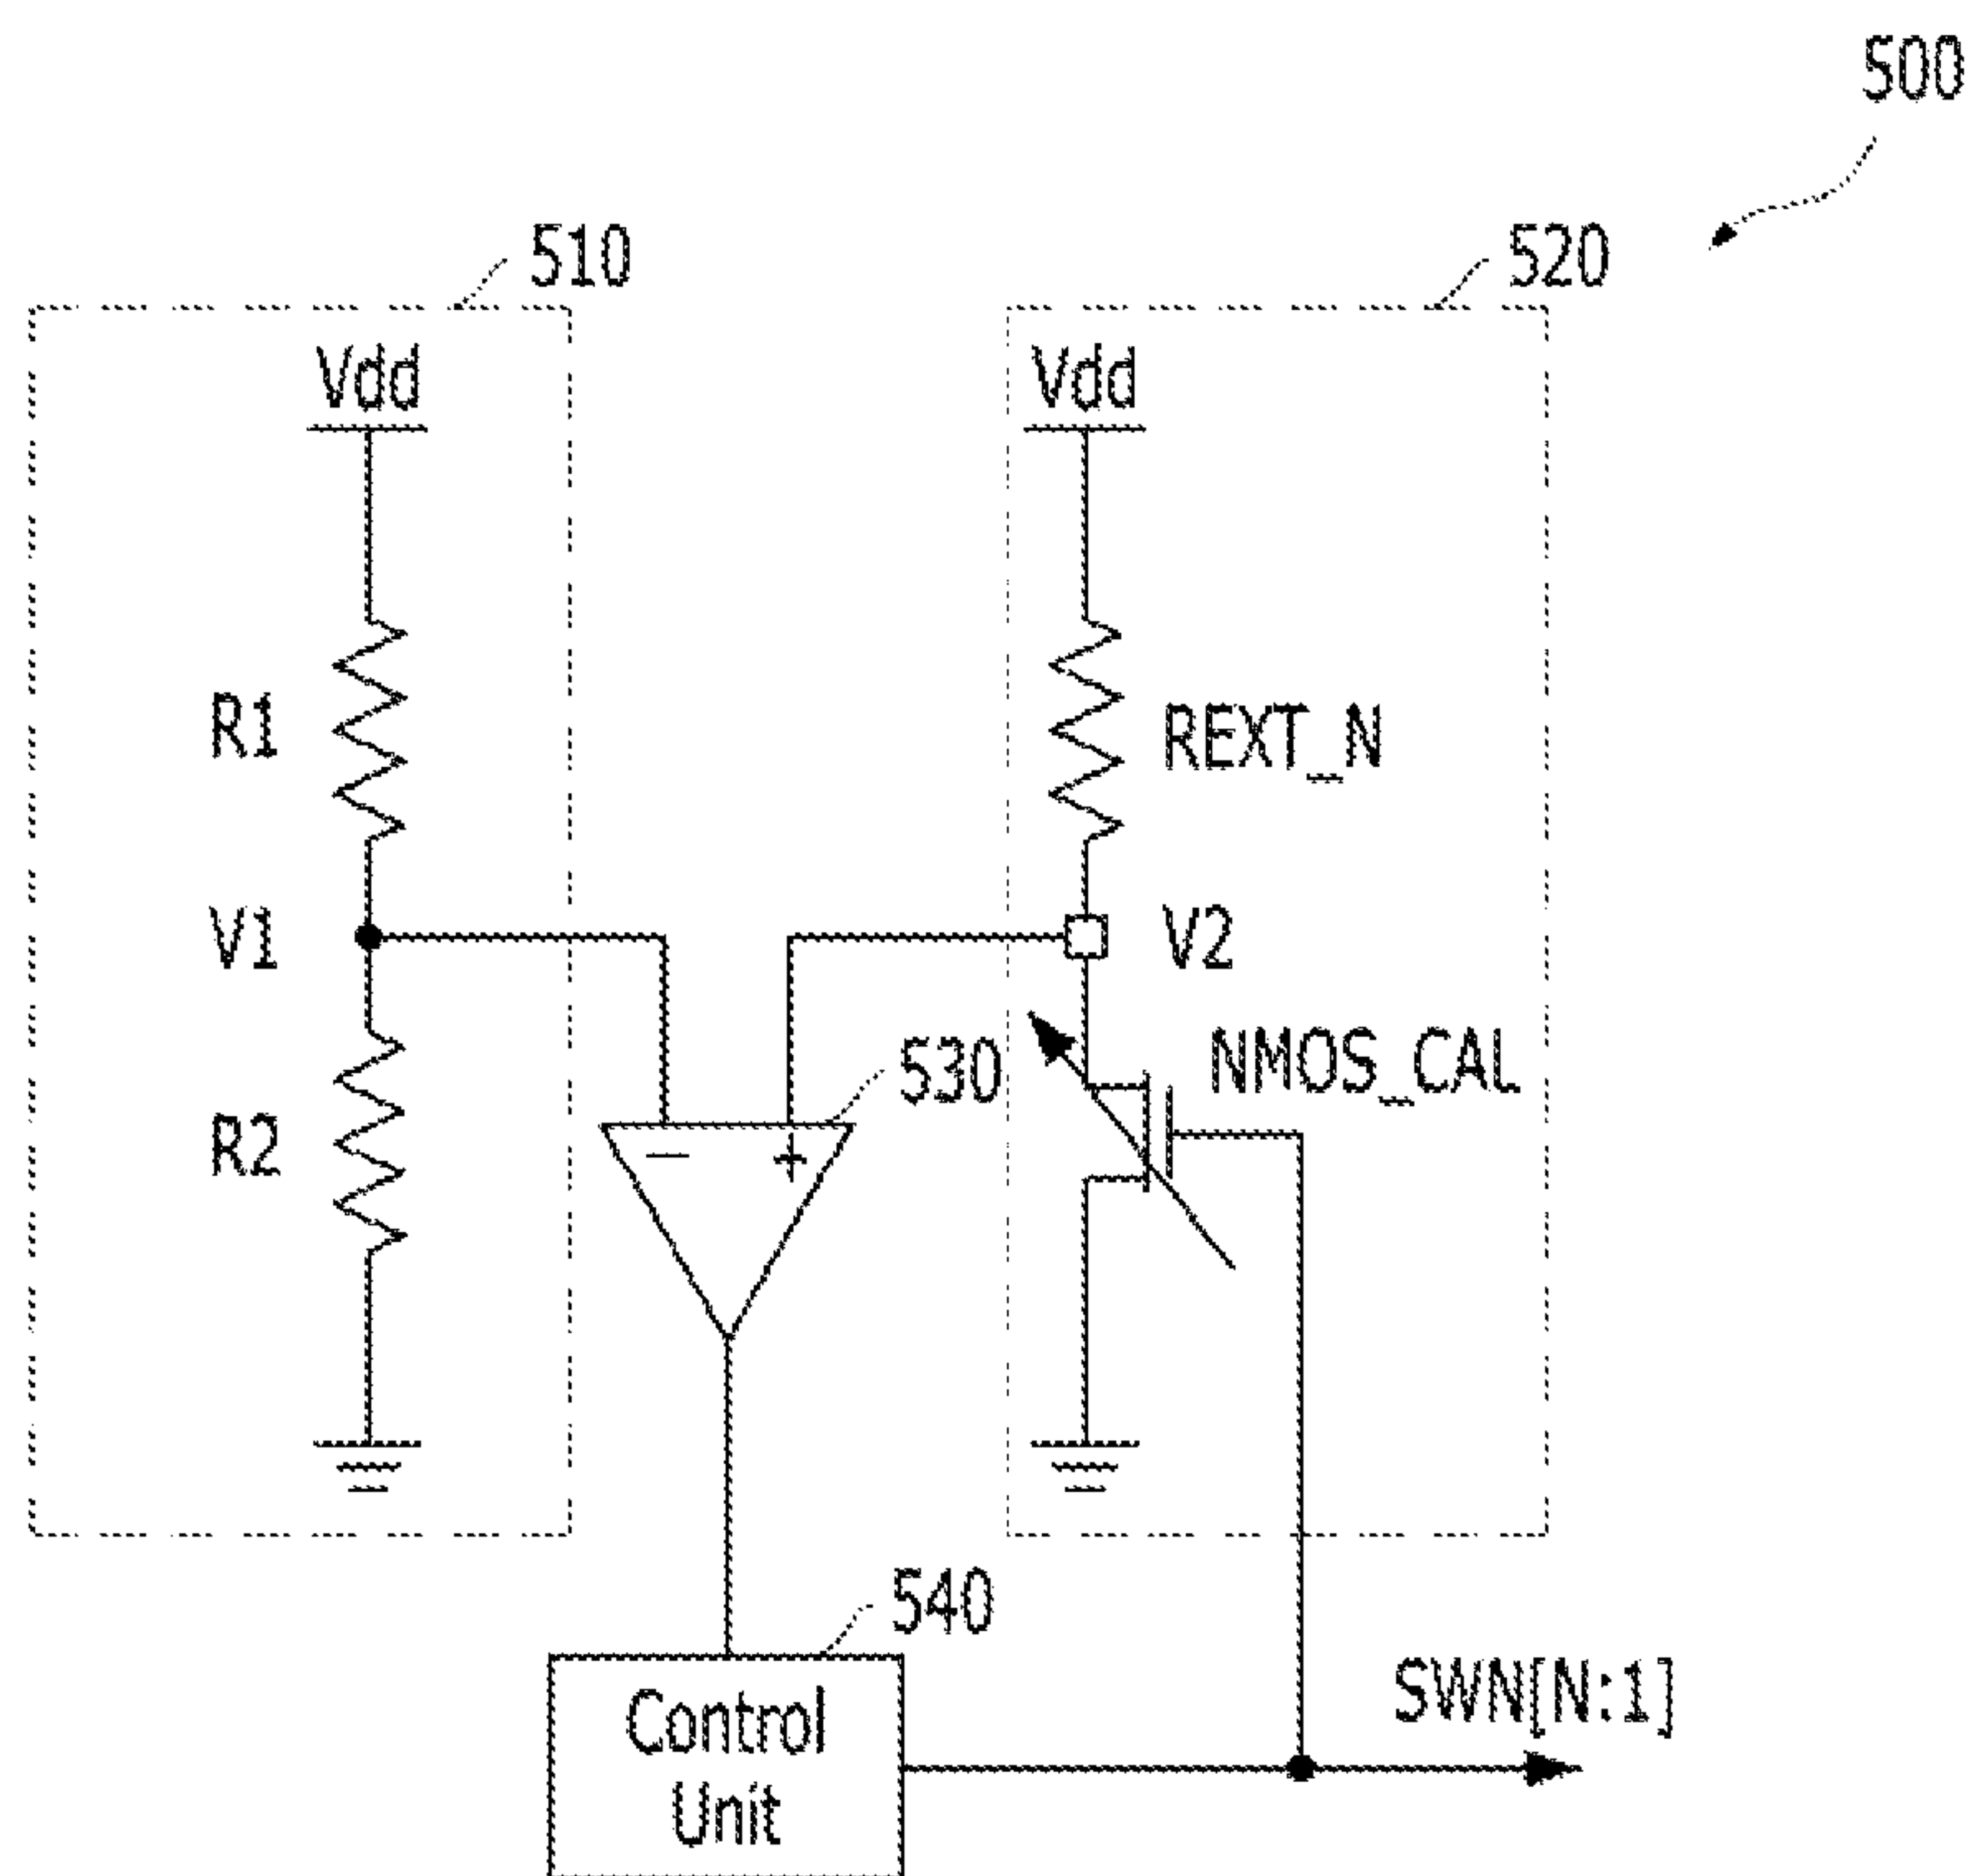 500
510
520
Vdd
Vdd
R1
REXT_N
V1
V2
530
NMOS_CAL
R2
−
+
540
Control
Unit
SWN[N:1]